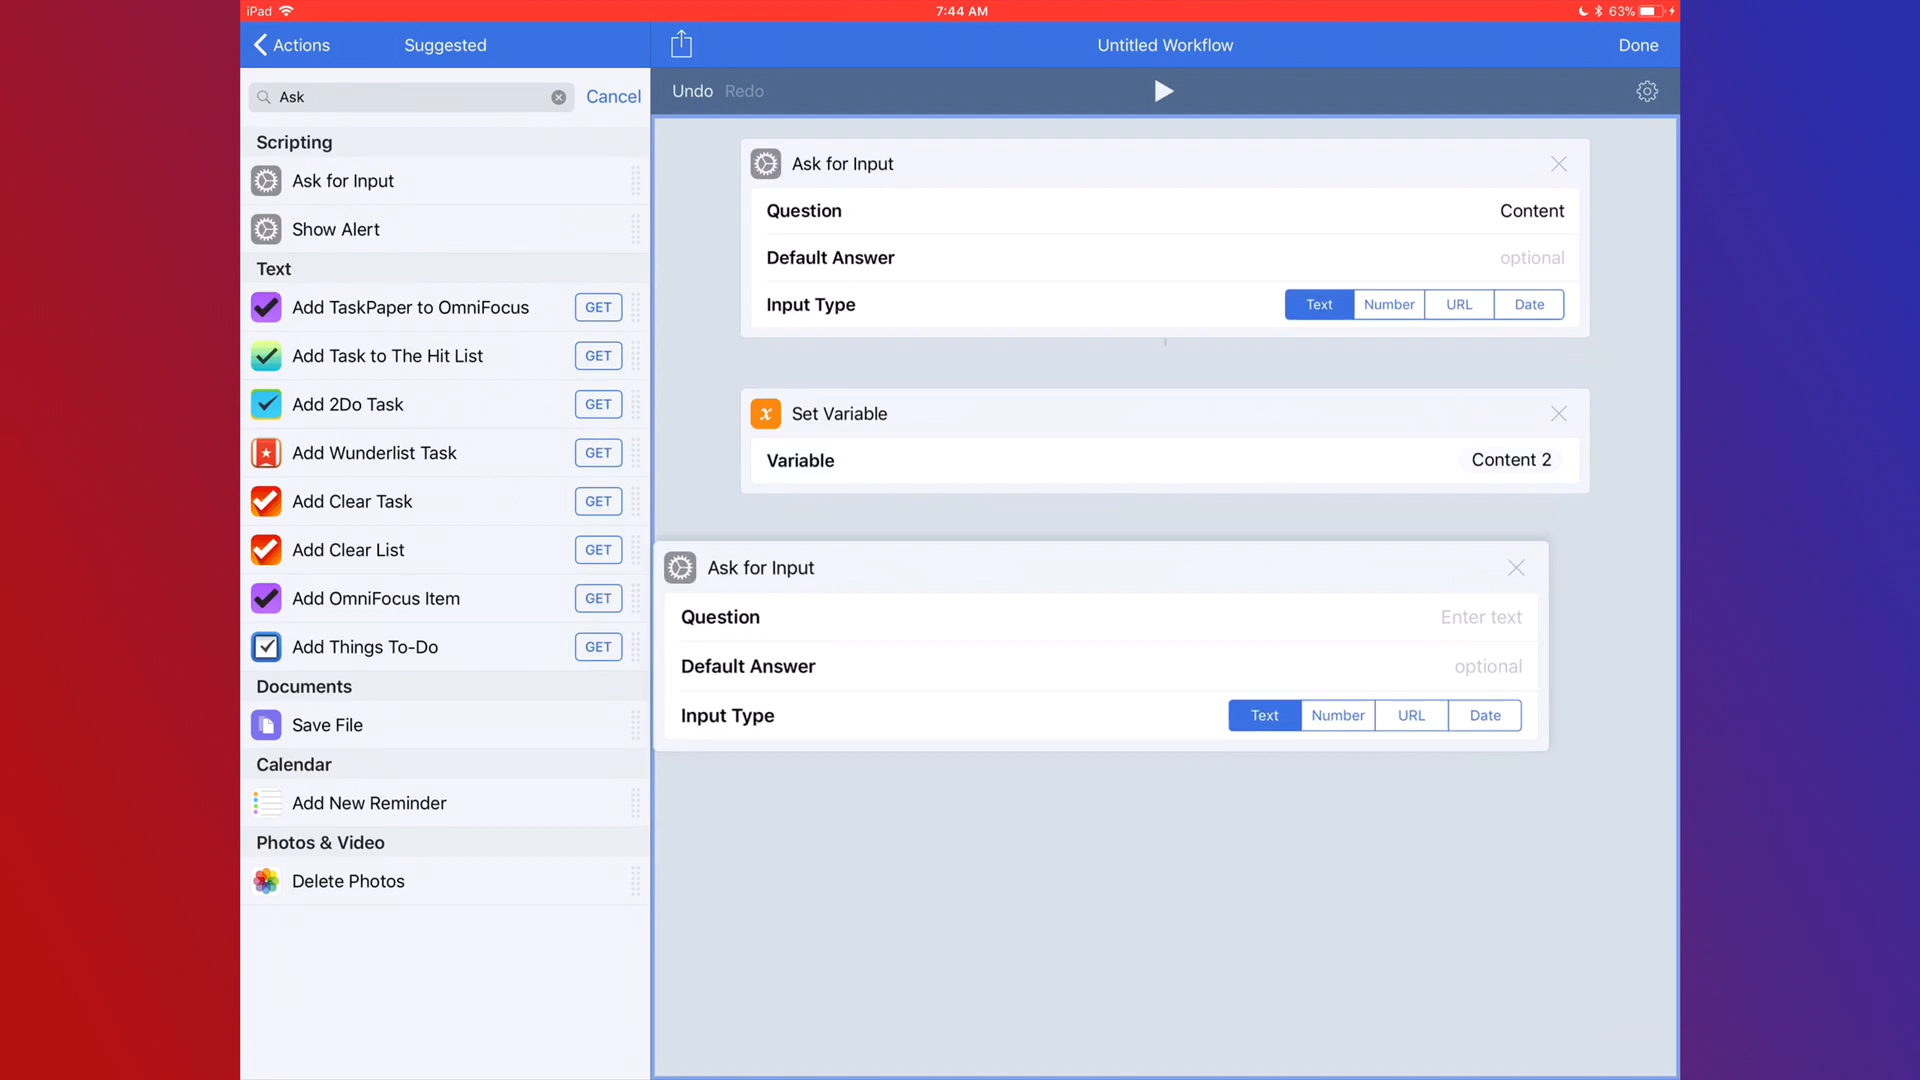 iPad
7:44 AM
63%
Actions
Suggested
Untitled Workflow
Done
Ask
Cancel
Undo
Redo
Scripting
Ask for Input
Show Alert
Text
Add TaskPaper to OmniFocus
GET
Add Task to The Hit List
GET
Add 2Do Task
GET
Add Wunderlist Task
GET
Add Clear Task
GET
Add Clear List
GET
Add OmniFocus Item
GET
Add Things To-Do
GET
Documents
Save File
Calendar
Add New Reminder
Photos & Video
Delete Photos
Ask for Input
Question
Content
Default Answer
optional
Input Type
Text
Number
URL
Date
x
Set Variable
Variable
Content 2
Ask for Input
Question
Enter text
Default Answer
optional
Input Type
Text
Number
URL
Date